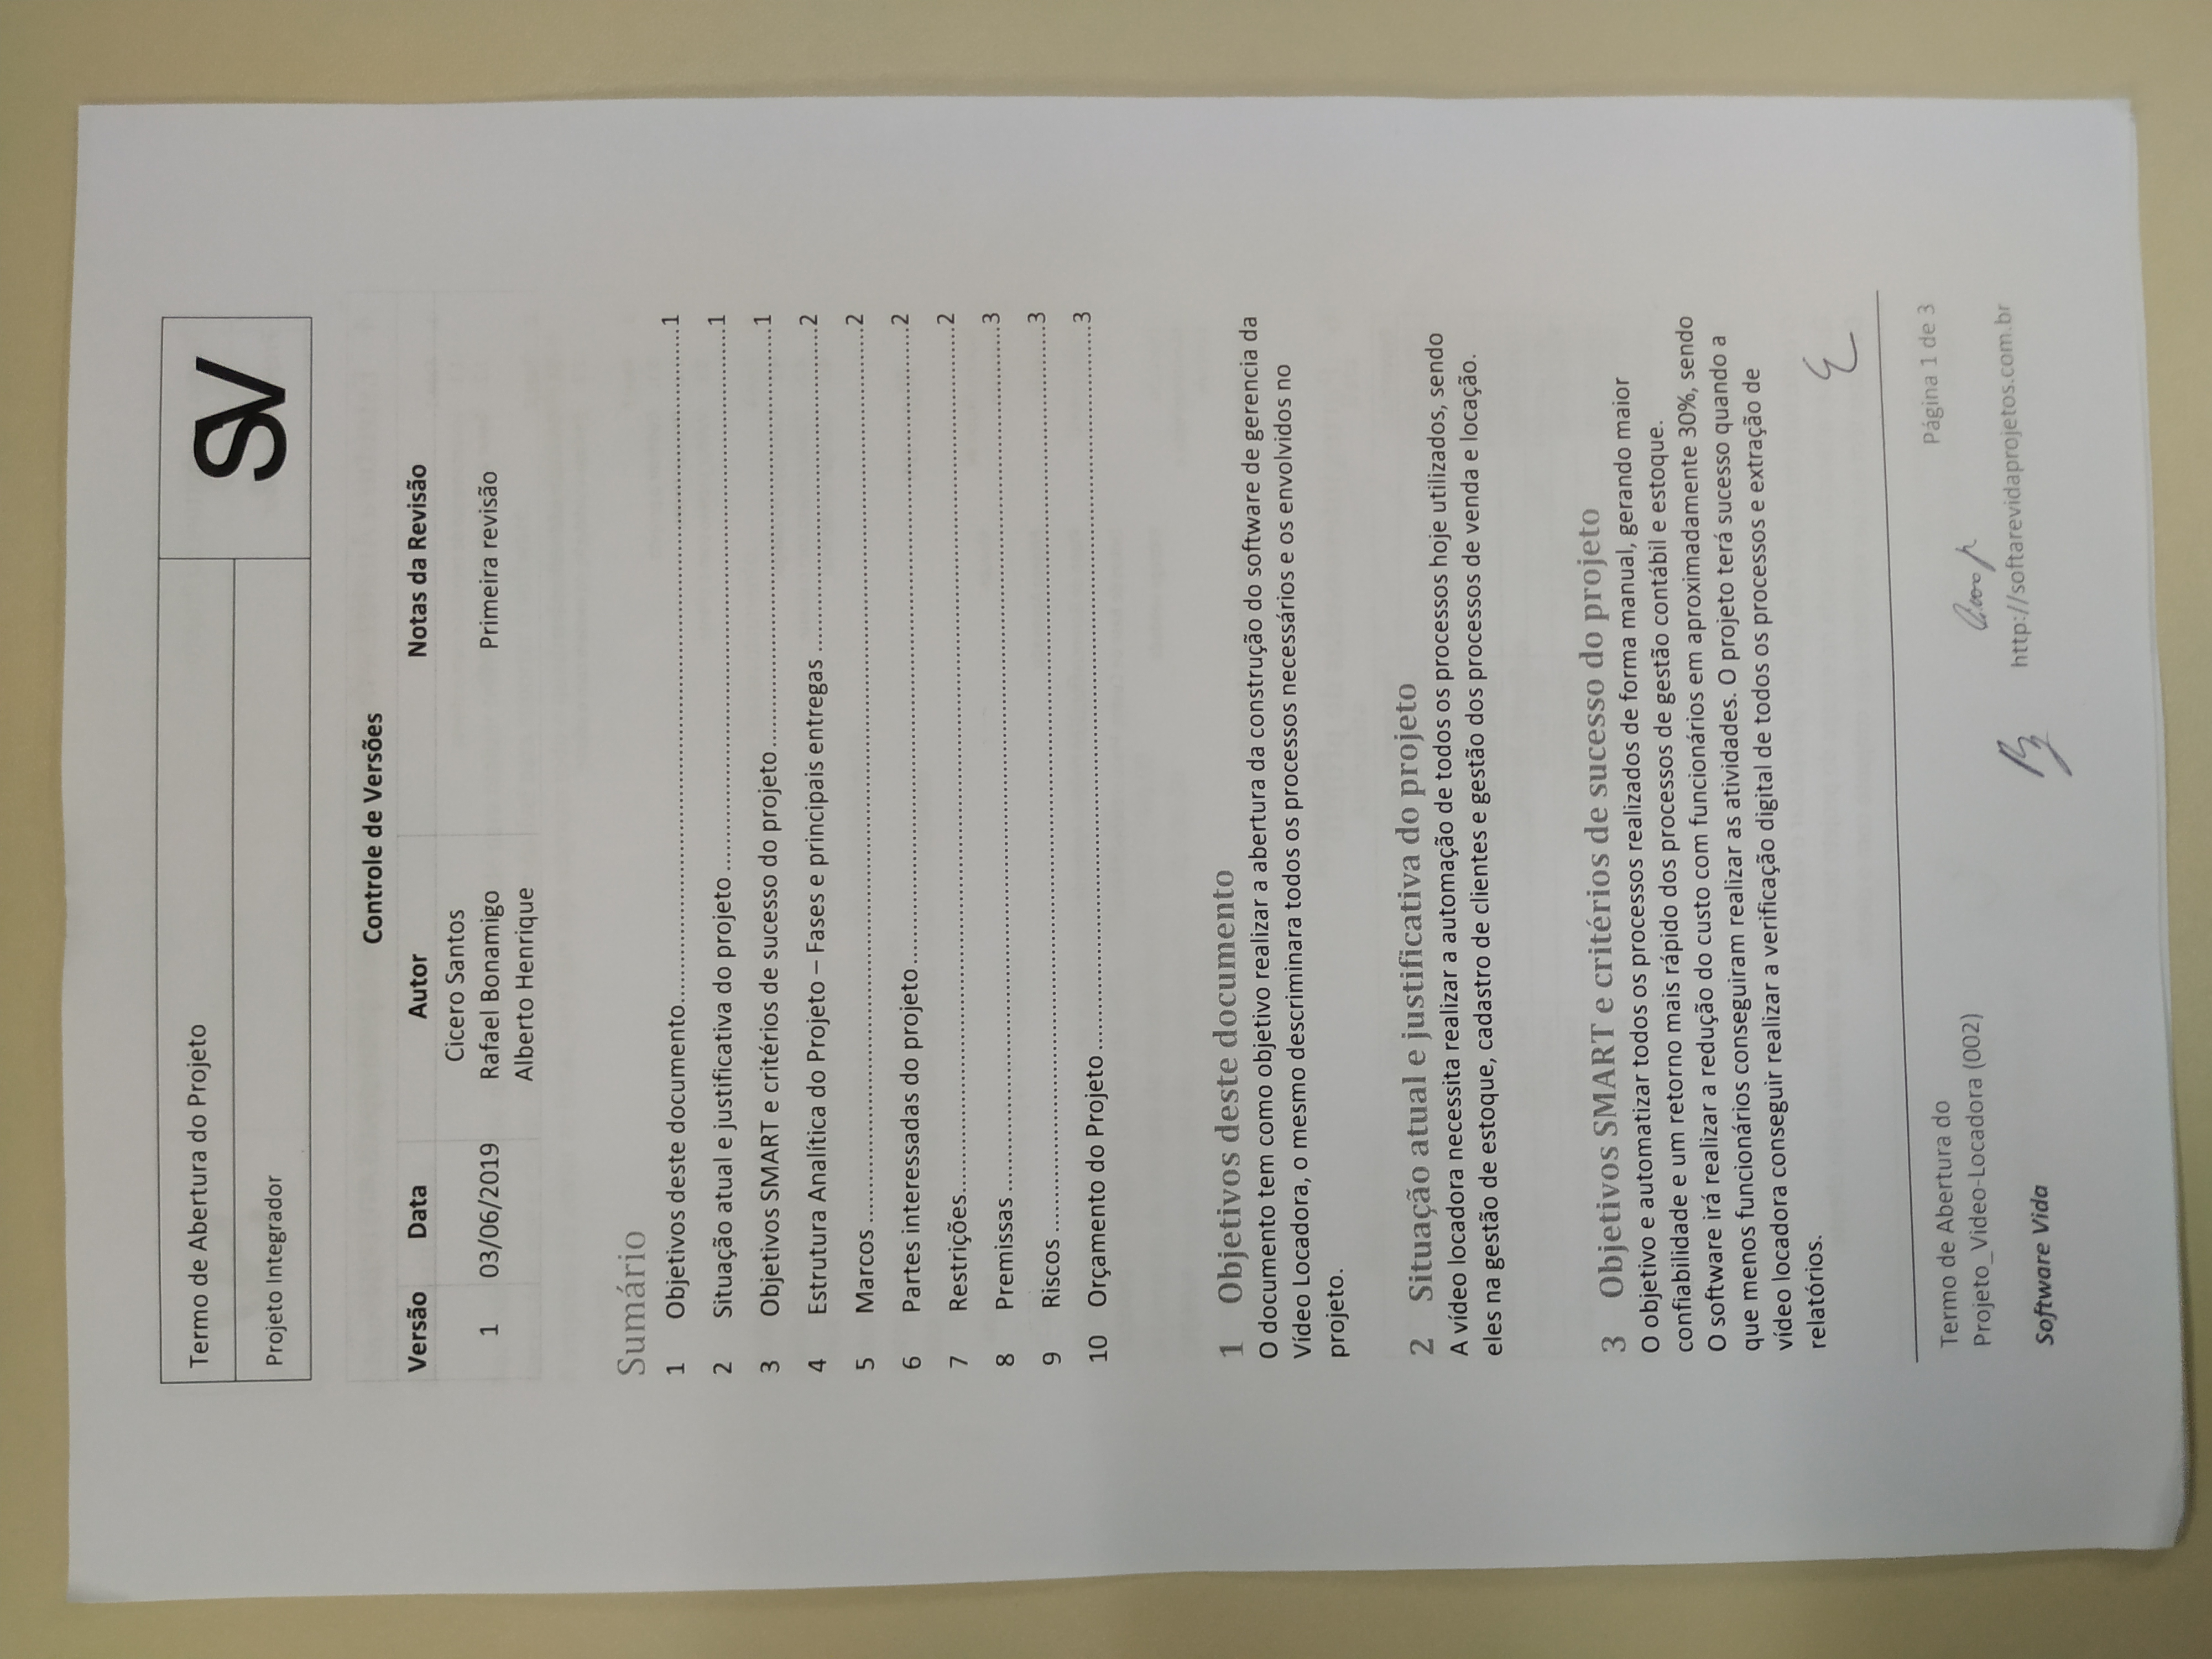 Termo de Abertura do Projeto
SV
Projeto Integrador
Controle de Versões
Versão Data Autor Notas da Revisão
Cicero Santos
1 03/06/2019 Rafael Bonamigo Primeira revisão
Alberto Henrique
Sumário
1 Objetivos deste documento 1
2 Situação atual e justificativa do projeto 1
3 Objetivos SMART e critérios de sucesso do projeto 1
4 Estrutura Analítica do Projeto – Fases e principais entregas 2
5 Marcos 2
6 Partes interessadas do projeto 2
7 Restrições 2
8 Premissas 3
9 Riscos 3
10 Orçamento do Projeto 3
1 Objetivos deste documento
O documento tem como objetivo realizar a abertura da construção do software de gerencia da
Vídeo Locadora, o mesmo descriminara todos os processos necessários e os envolvidos no
projeto.
2 Situação atual e justificativa do projeto
A vídeo locadora necessita realizar a automação de todos os processos hoje utilizados, sendo
eles na gestão de estoque, cadastro de clientes e gestão dos processos de venda e locação.
3 Objetivos SMART e critérios de sucesso do projeto
O objetivo e automatizar todos os processos realizados de forma manual, gerando maior
confiabilidade e um retorno mais rápido dos processos de gestão contábil e estoque.
O software irá realizar a redução do custo com funcionários em aproximadamente 30%, sendo
que menos funcionários conseguiram realizar as atividades. O projeto terá sucesso quando a
vídeo locadora conseguir realizar a verificação digital de todos os processos e extração de
relatórios.
Termo de Abertura do
Projeto_Video-Locadora (002)
Software Vida
Página 1 de 3
http://softarevidaprojetos.com.br